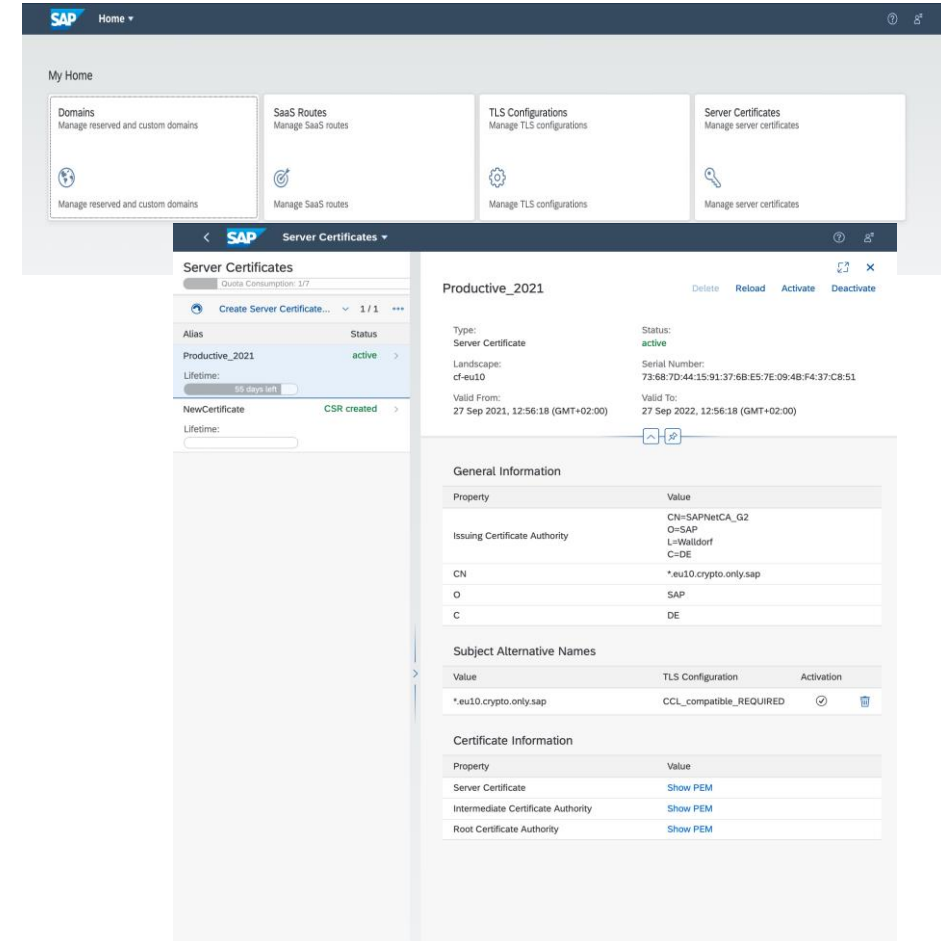 SAP Home
My Home
Domains
Manage reserved and custom domains
Manage reserved and custom domains
SaaS Routes
Manage SaaS routes
Manage SaaS routes
TLS Configurations
Manage TLS configurations
Manage TLS configurations
Server Certificates
Manage server certificates
Manage server certificates
SAP Server Certificates
Server Certificates
Quota Consumption: 1/7
Create Server Certificate... 1 / 1
Alias Status
Productive_2021 active
Lifetime:
55 days left
NewCertificate CSR created
Lifetime:
Productive_2021 Delete Reload Activate Deactivate
Type:
Server Certificate
Status:
active
Landscape:
cf-eu10
Serial Number:
73:68:7D:44:15:91:37:6B:E5:7E:09:4B:F4:37:C8:51
Valid From:
27 Sep 2021, 12:56:18 (GMT+02:00)
Valid To:
27 Sep 2022, 12:56:18 (GMT+02:00)
General Information
Property Value
Issuing Certificate Authority
CN=SAPNetCA_G2
O=SAP
L=Walldorf
C=DE
CN *.eu10.crypto.only.sap
O SAP
C DE
Subject Alternative Names
Value TLS Configuration Activation
*.eu10.crypto.only.sap CCL_compatible_REQUIRED
Certificate Information
Property Value
Server Certificate Show PEM
Intermediate Certificate Authority Show PEM
Root Certificate Authority Show PEM